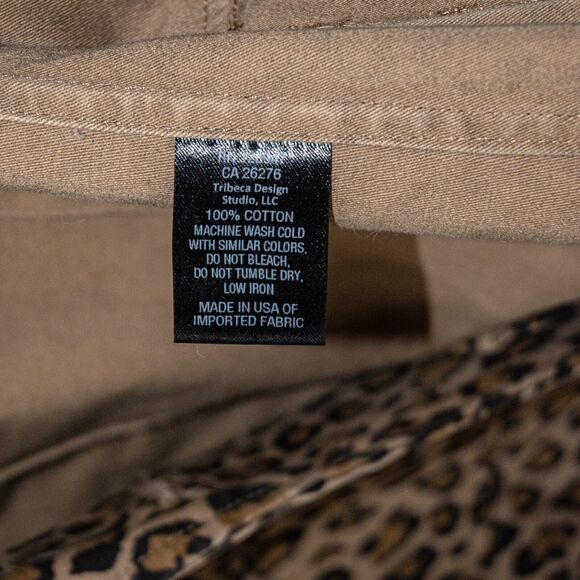 CA 26276
Tribeca Design
Studio, LLC
100% COTTON
MACHINE WASH COLD
WITH SIMILAR COLORS,
DO NOT BLEACH,
DO NOT TUMBLE DRY,
LOW IRON
MADE IN USA OF
IMPORTED FABRIC